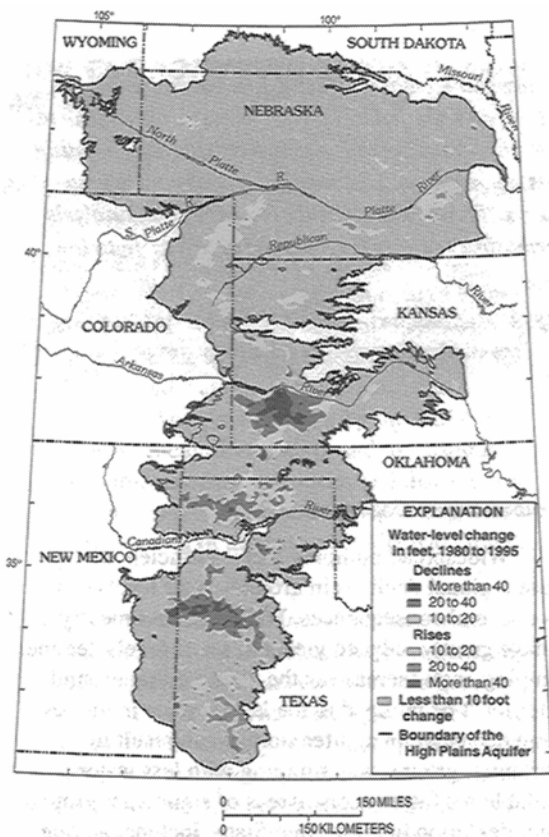 105°
100°
WYOMING
SOUTH DAKOTA
Missouri
River
NEBRASKA
North
Platte
R.
Platte
River
S.
Platte
R.
40°
Republican
River
COLORADO
KANSAS
Arkansas
River
OKLAHOMA
Canadian
River
35°
NEW MEXICO
TEXAS
EXPLANATION
Water-level change
in feet, 1980 to 1995
Declines
More than 40
20 to 40
10 to 20
Rises
10 to 20
20 to 40
More than 40
Less than 10 foot
change
Boundary of the
High Plains Aquifer
0 150 MILES
0 150 KILOMETERS